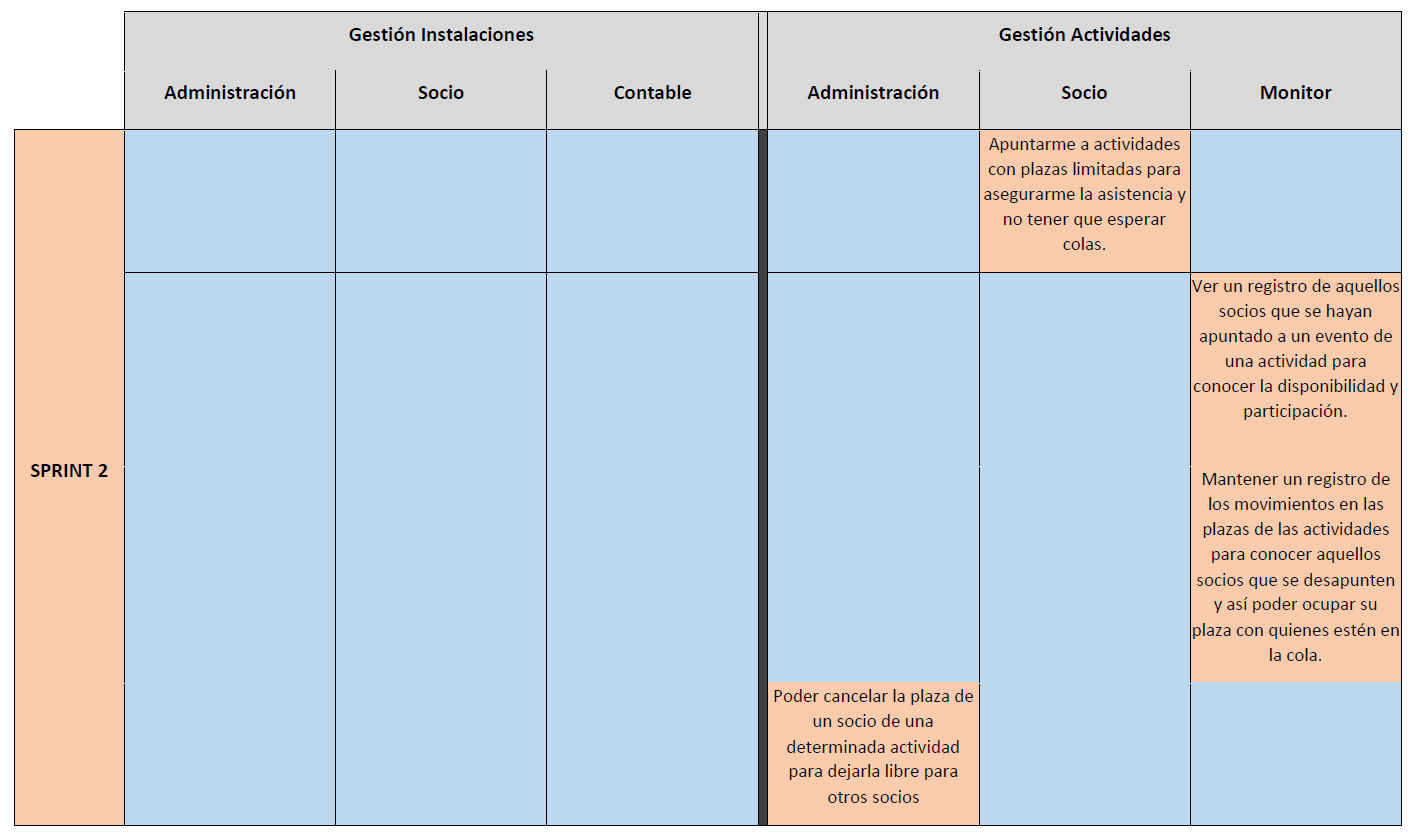 Gestión Instalaciones
Gestión Actividades
Administración
Socio
Contable
Administración
Socio
Monitor
SPRINT 2
Apuntarme a actividades
con plazas limitadas para
asegurarme la asistencia y
no tener que esperar
colas.
Ver un registro de aquellos
socios que se hayan
apuntado a un evento de
una actividad para
conocer la disponibilidad y
participación.
Mantener un registro de
los movimientos en las
plazas de las actividades
para conocer aquellos
socios que se desapunten
y así poder ocupar su
plaza con quienes estén en
la cola.
Poder cancelar la plaza de
un socio de una
determinada actividad
para dejarla libre para
otros socios